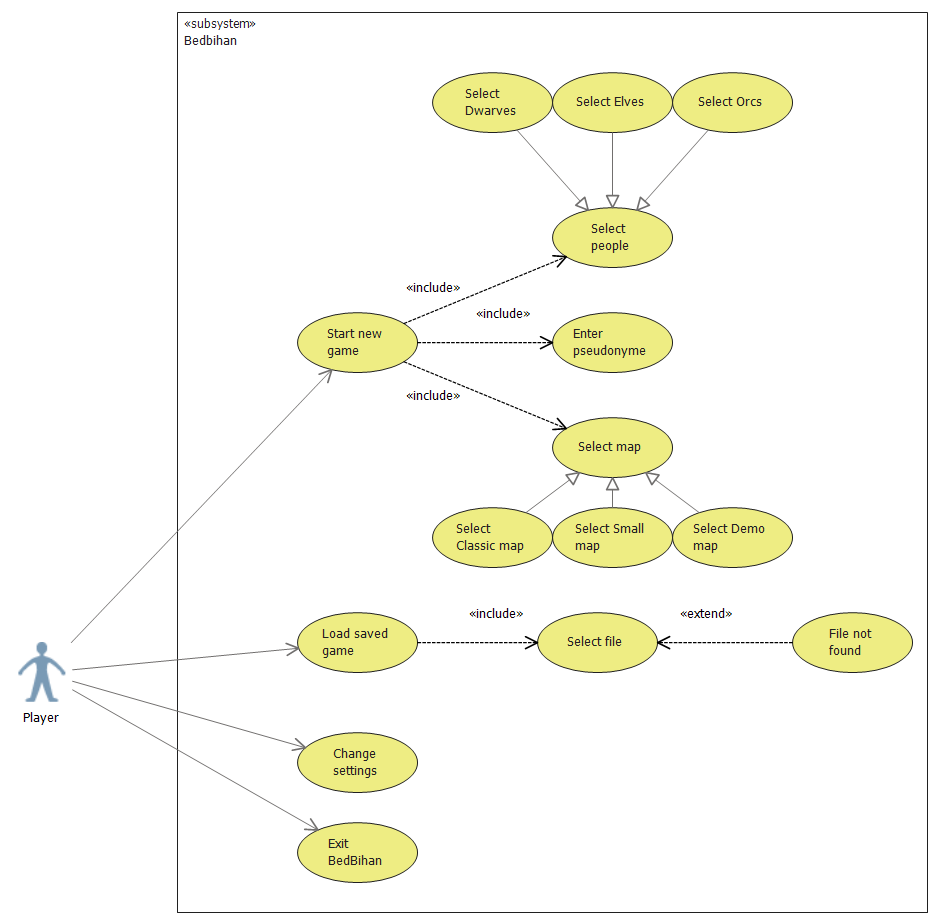 «subsystem»
Bedbihan
Select
Dwarves
Select Elves
Select Orcs
Select
people
«include»
«include»
Start new
game
Enter
pseudonyme
«include»
Select map
Select
Classic map
Select Small
map
Select Demo
map
Load saved
game
«include»
Select file
«extend»
File not
found
Player
Change
settings
Exit
BedBihan